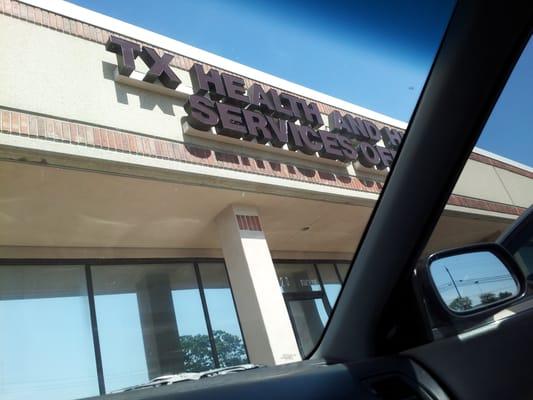 TX HEALTH AND H
SERVICES OF